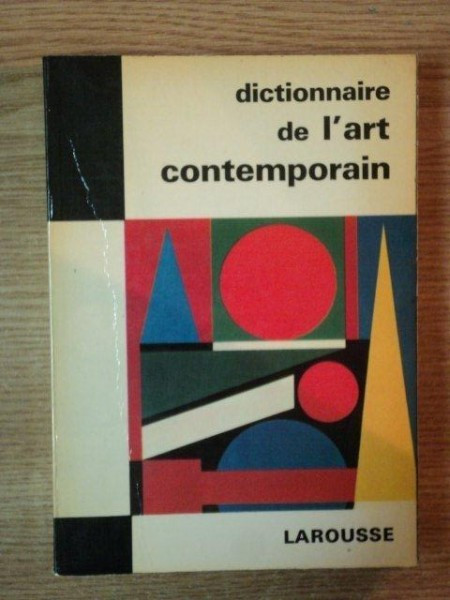 dictionnaire
de l'art
contemporain
LAROUSSE